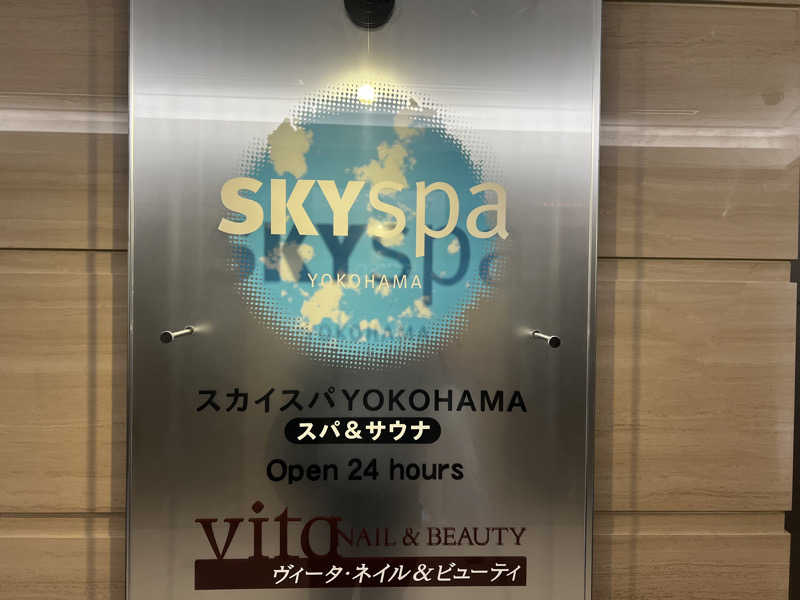 SKYspa
YOKOHAMA
スカイスパYOKOHAMA
スパ&サウナ
Open 24 hours
vita NAIL & BEAUTY
ヴィータ・ネイル&ビューティ